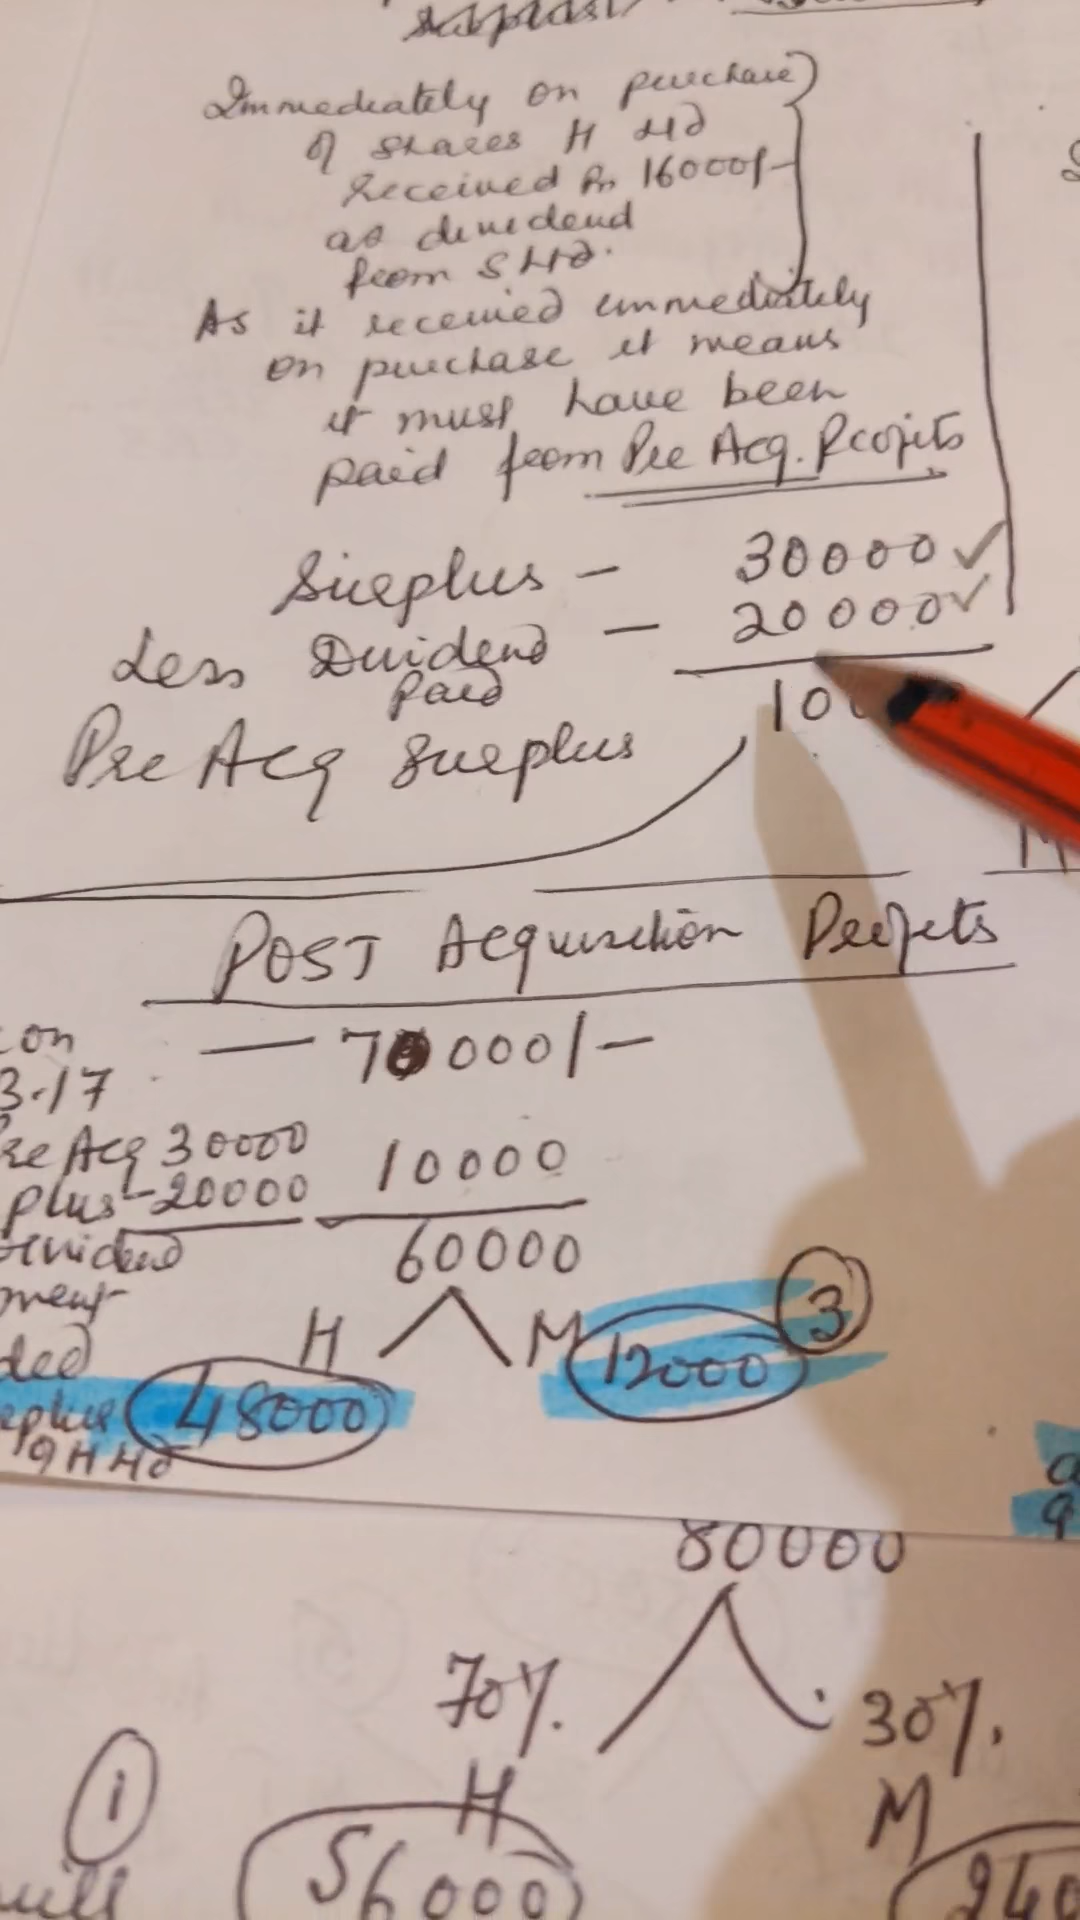 Immediately on purchase
of shares H Ltd
received Rs 16000/-
as dividend
from S Ltd.
As it received immediately
on purchase it means
it must have been
paid from Pre Acq. Profits
Surplus - 30000
Less Dividend - 20000
Paid
Pre Acq Surplus
POST Acquisition Profits
on — 70000/-
3.17
Pre Acq 30000 10000
plus - 20000
60000
H M 3
48000 12000
H Ltd
80000
70%. 30%.
1 H M
56000